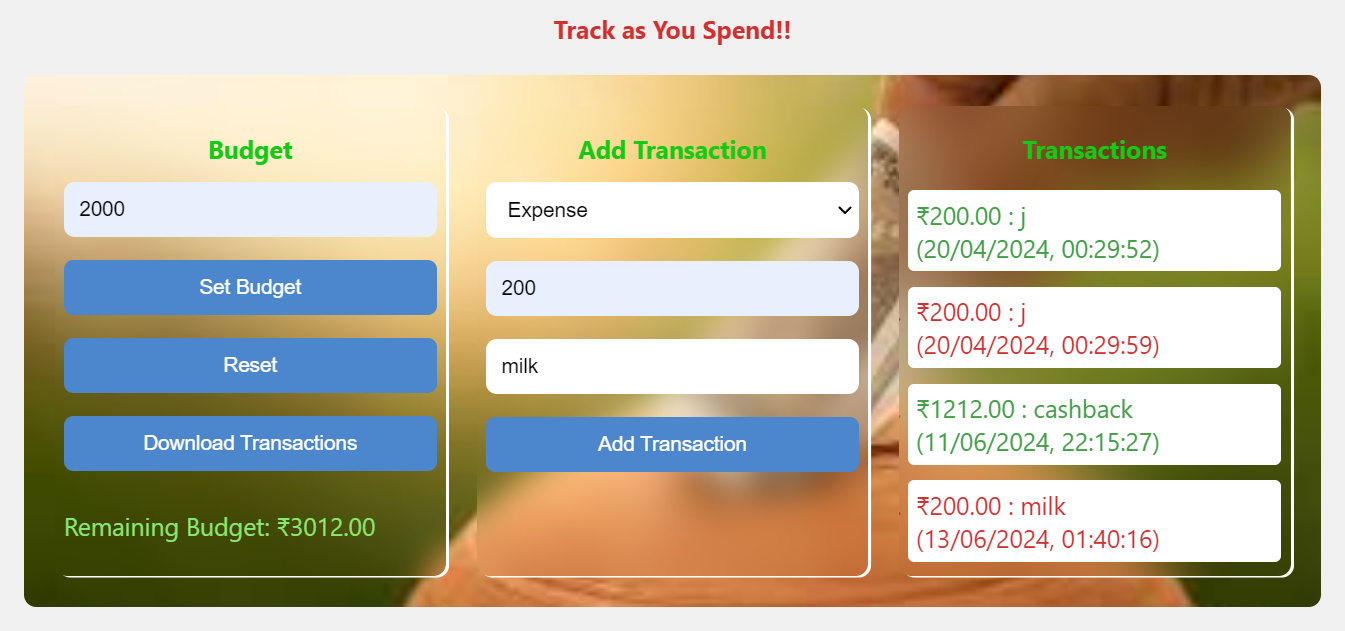 Track as You Spend!!
Budget
2000
Set Budget
Reset
Download Transactions
Remaining Budget: ₹3012.00
Add Transaction
Expense
200
milk
Add Transaction
Transactions
₹200.00 : j
(20/04/2024, 00:29:52)
₹200.00 : j
(20/04/2024, 00:29:59)
₹1212.00 : cashback
(11/06/2024, 22:15:27)
₹200.00 : milk
(13/06/2024, 01:40:16)